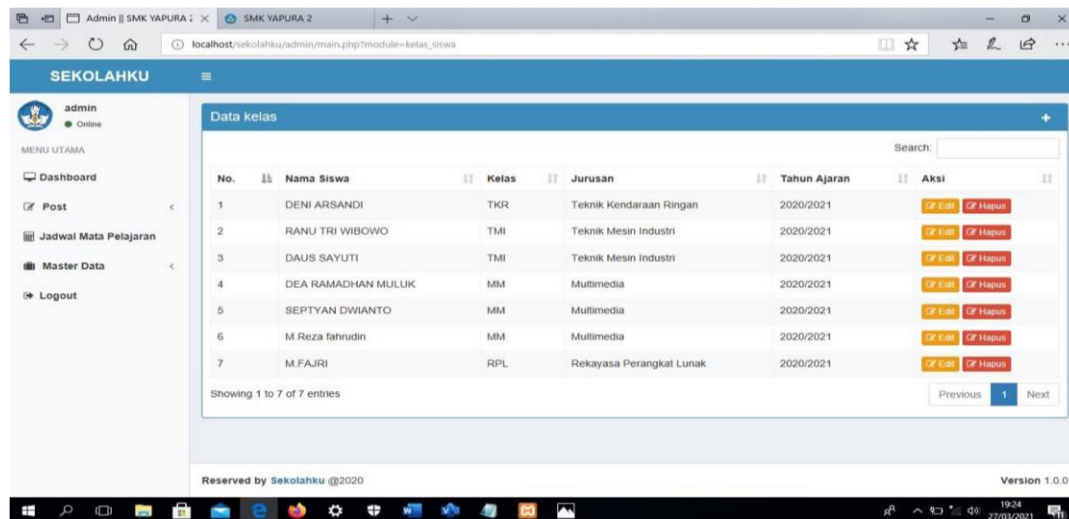 Admin || SMK YAPURA 2
SMK YAPURA 2
localhost/sekolahku/admin/main.php?module=kelas_siswa
SEKOLAHKU
admin
Online
MENU UTAMA
Dashboard
Post
Jadwal Mata Pelajaran
Master Data
Logout
Data kelas
Search:
No. Nama Siswa Kelas Jurusan Tahun Ajaran Aksi
1 DENI ARSANDI TKR Teknik Kendaraan Ringan 2020/2021 Edit Hapus
2 RANU TRI WIBOWO TMI Teknik Mesin Industri 2020/2021 Edit Hapus
3 DAUS SAYUTI TMI Teknik Mesin Industri 2020/2021 Edit Hapus
4 DEA RAMADHAN MULUK MM Multimedia 2020/2021 Edit Hapus
5 SEPTYAN DWIANTO MM Multimedia 2020/2021 Edit Hapus
6 M.Reza fahrudin MM Multimedia 2020/2021 Edit Hapus
7 M.FAJRI RPL Rekayasa Perangkat Lunak 2020/2021 Edit Hapus
Showing 1 to 7 of 7 entries
Previous 1 Next
Reserved by Sekolahku @2020
Version 1.0.0
19:24
27/03/2021